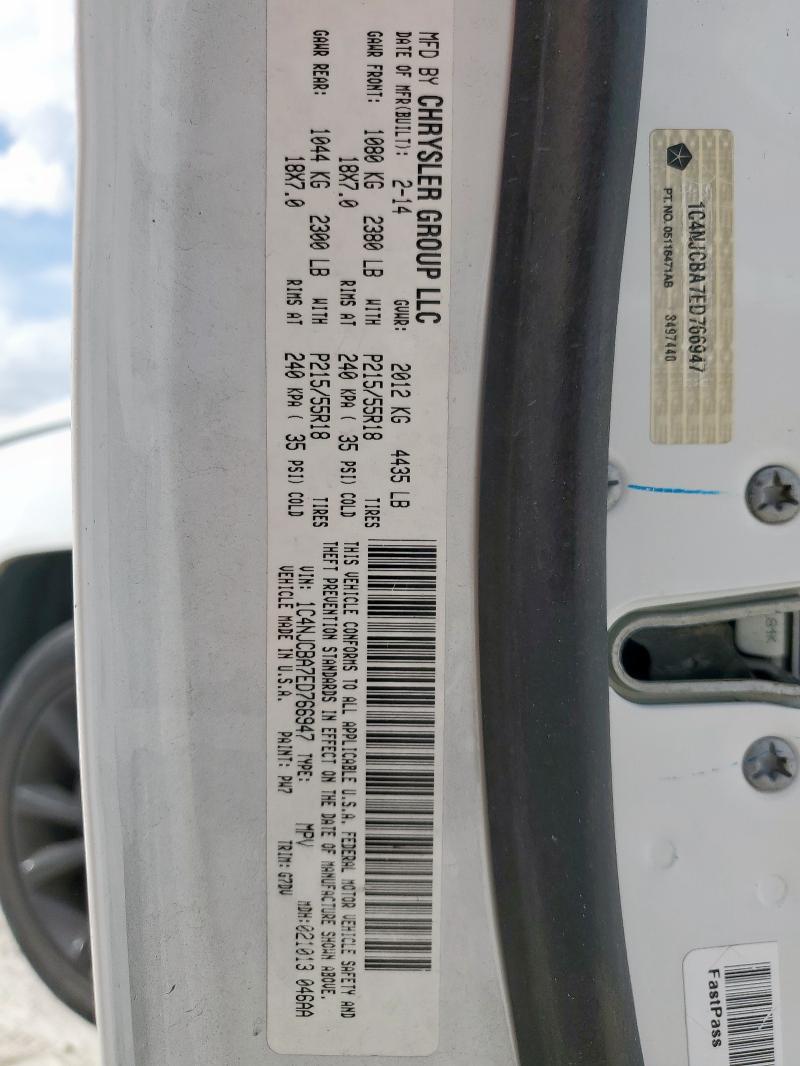 MFD BY CHRYSLER GROUP LLC
DATE OF MFR(BUILT): 2-14 GVWR: 2012 KG 4435 LB
GAWR FRONT: 1080 KG 2380 LB WITH P215/55R18 TIRES
18X7.0 RIMS AT 240 KPA ( 35 PSI) COLD
GAWR REAR: 1044 KG 2300 LB WITH P215/55R18 TIRES
18X7.0 RIMS AT 240 KPA ( 35 PSI) COLD
THIS VEHICLE CONFORMS TO ALL APPLICABLE U.S.A. FEDERAL MOTOR VEHICLE SAFETY AND
THEFT PREVENTION STANDARDS IN EFFECT ON THE DATE OF MANUFACTURE SHOWN ABOVE.
VIN: 1C4NJCBA7ED766947 TYPE: MPV MDH:021013 046AA
VEHICLE MADE IN U.S.A. PAINT: PW7 TRIM: G7DV
1C4NJCBA7ED766947
PT. NO. 05116471AB 3497440
FastPass